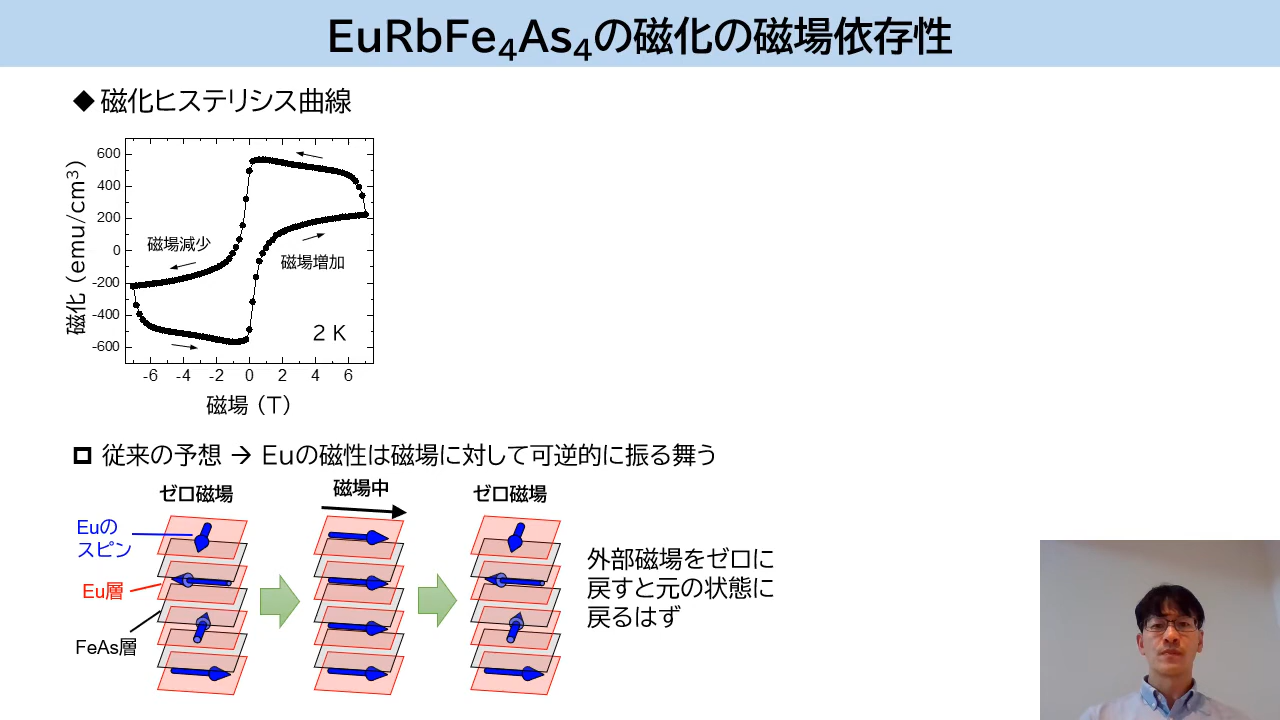 EuRbFe₄As₄の磁化の磁場依存性
◆ 磁化ヒステリシス曲線
磁化 (emu/cm³)
600
400
200
0
-200
-400
-600
磁場減少
磁場増加
2 K
-6 -4 -2 0 2 4 6
磁場 (T)
従来の予想 → Euの磁性は磁場に対して可逆的に振る舞う
ゼロ磁場
磁場中
ゼロ磁場
Euの
スピン
Eu層
FeAs層
外部磁場をゼロに
戻すと元の状態に
戻るはず